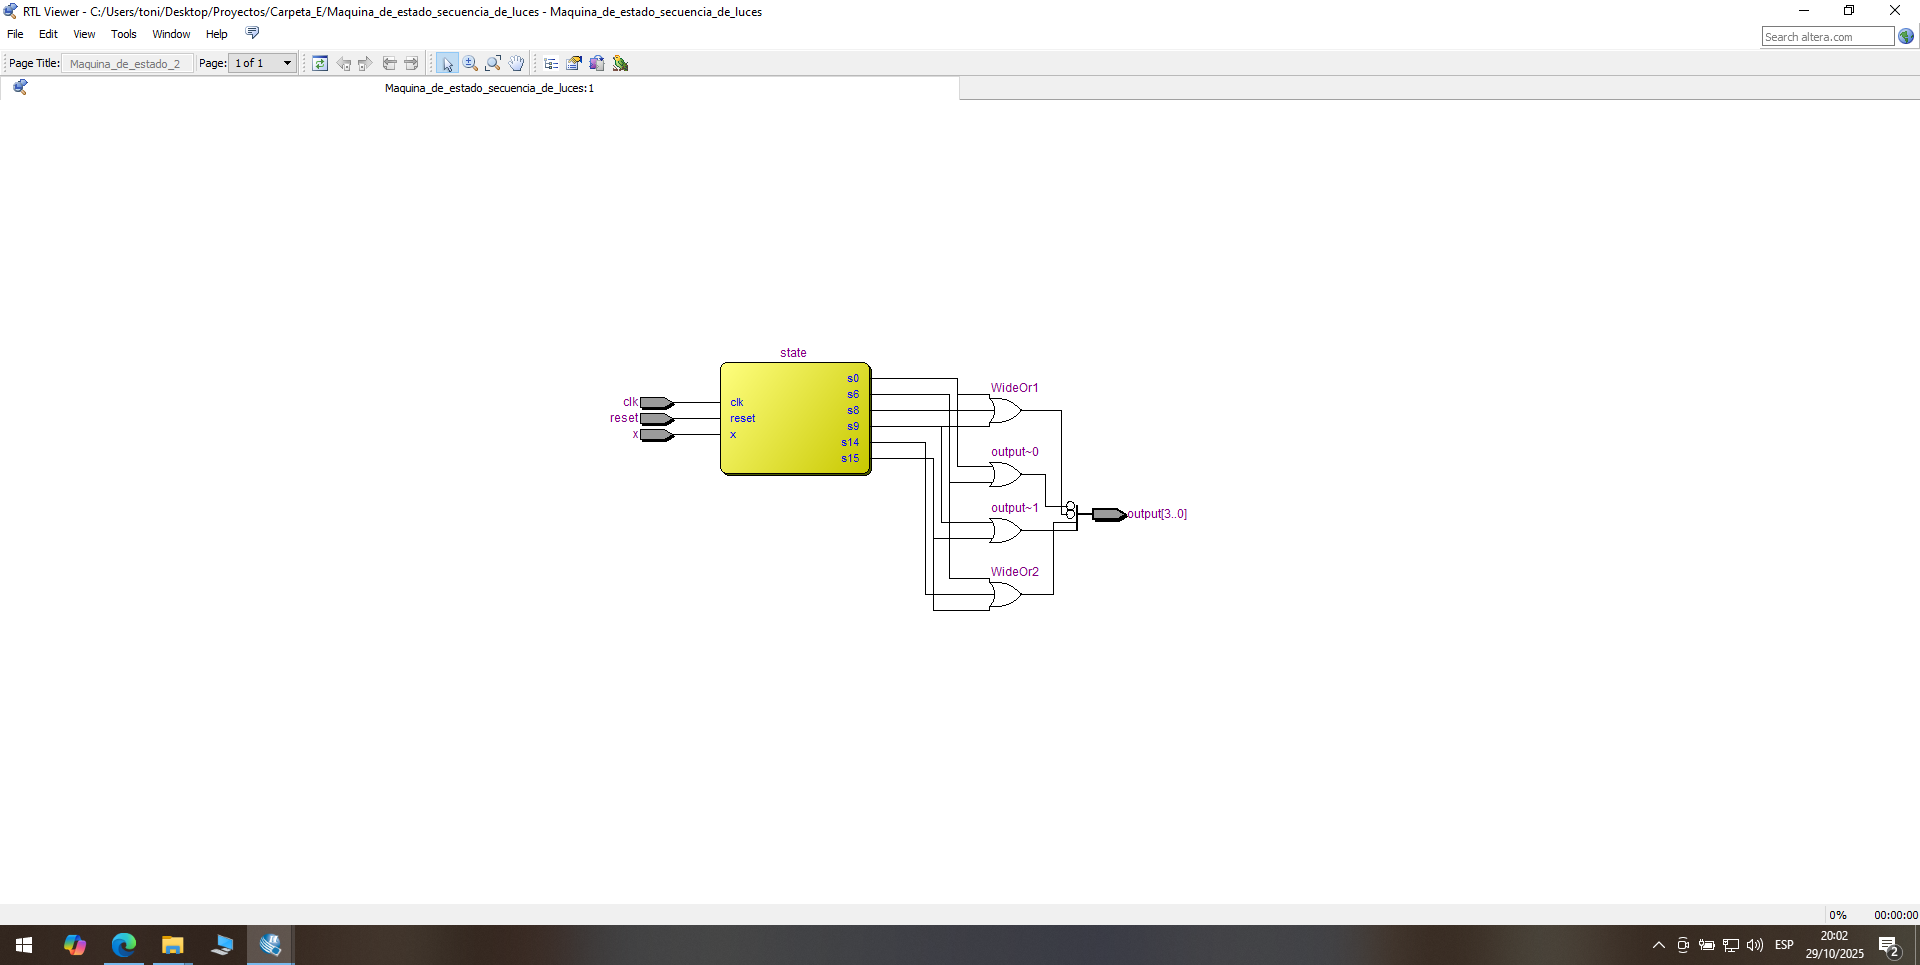 RTL Viewer - C:/Users/toni/Desktop/Proyectos/Carpeta_E/Maquina_de_estado_secuencia_de_luces - Maquina_de_estado_secuencia_de_luces
File Edit View Tools Window Help
Search altera.com
Page Title: Maquina_de_estado_2 Page: 1 of 1
Maquina_de_estado_secuencia_de_luces:1
state
s0
s6
clk clk s8
reset reset s9
x x s14
s15
WideOr1
output~0
output~1
output[3..0]
WideOr2
0% 00:00:00
ESP
20:02
29/10/2025
2